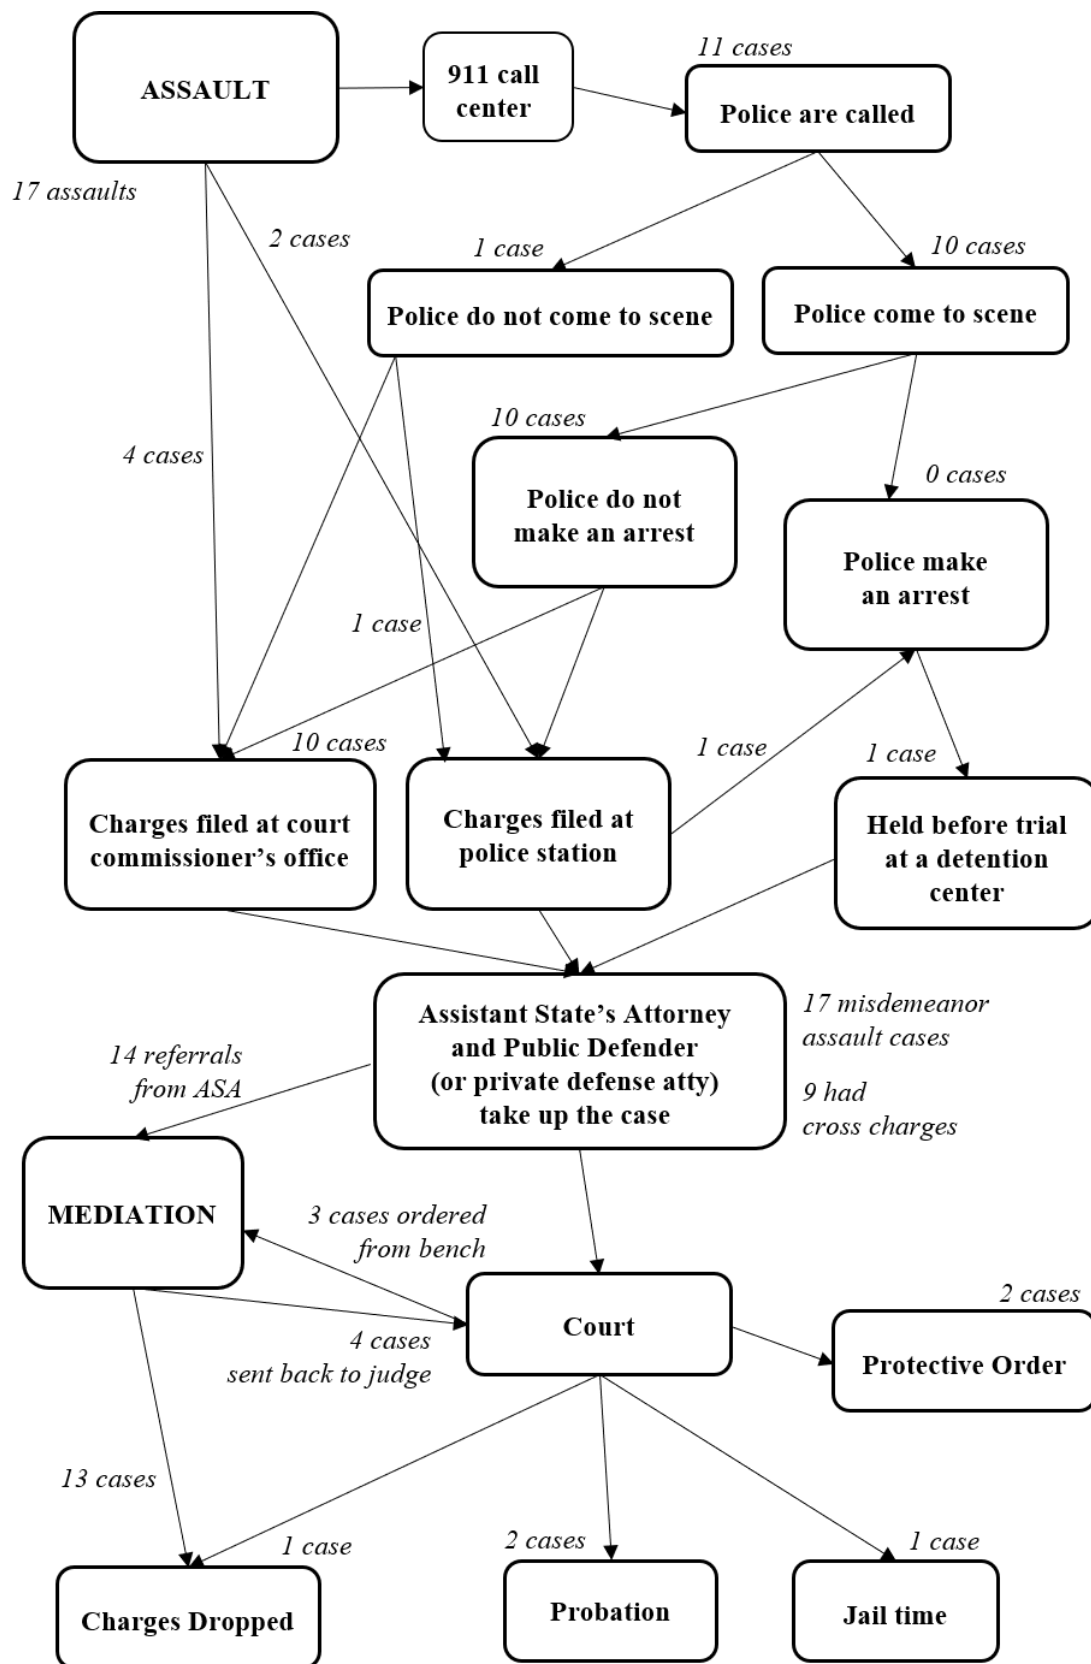 ASSAULT
911 call
center
11 cases
Police are called
17 assaults
2 cases
1 case
10 cases
Police do not come to scene
Police come to scene
4 cases
10 cases
0 cases
Police do not
make an arrest
Police make
an arrest
1 case
10 cases
1 case
1 case
Charges filed at court
commissioner’s office
Charges filed at
police station
Held before trial
at a detention
center
14 referrals
from ASA
Assistant State’s Attorney
and Public Defender
(or private defense atty)
take up the case
17 misdemeanor
assault cases
9 had
cross charges
MEDIATION
3 cases ordered
from bench
4 cases
sent back to judge
Court
2 cases
Protective Order
13 cases
1 case
2 cases
1 case
Charges Dropped
Probation
Jail time